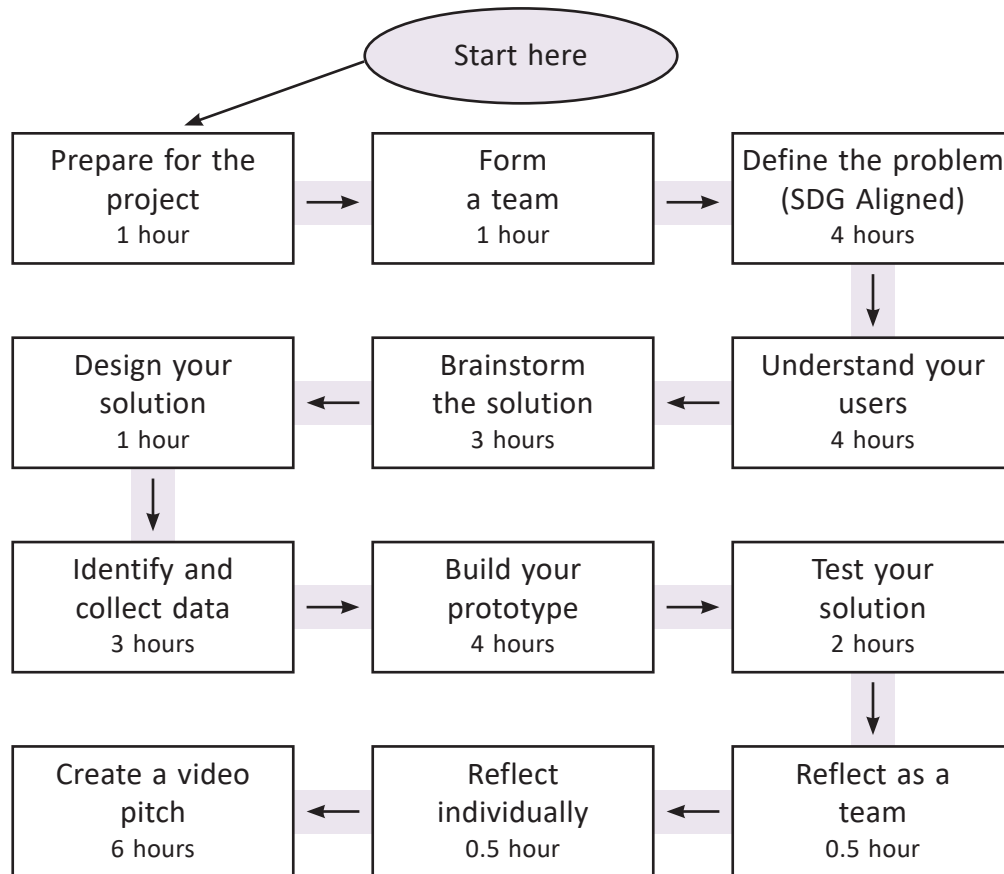 Start here
Prepare for the
project
1 hour
Form
a team
1 hour
Define the problem
(SDG Aligned)
4 hours
Understand your
users
4 hours
Brainstorm
the solution
3 hours
Design your
solution
1 hour
Identify and
collect data
3 hours
Build your
prototype
4 hours
Test your
solution
2 hours
Reflect as a
team
0.5 hour
Reflect
individually
0.5 hour
Create a video
pitch
6 hours